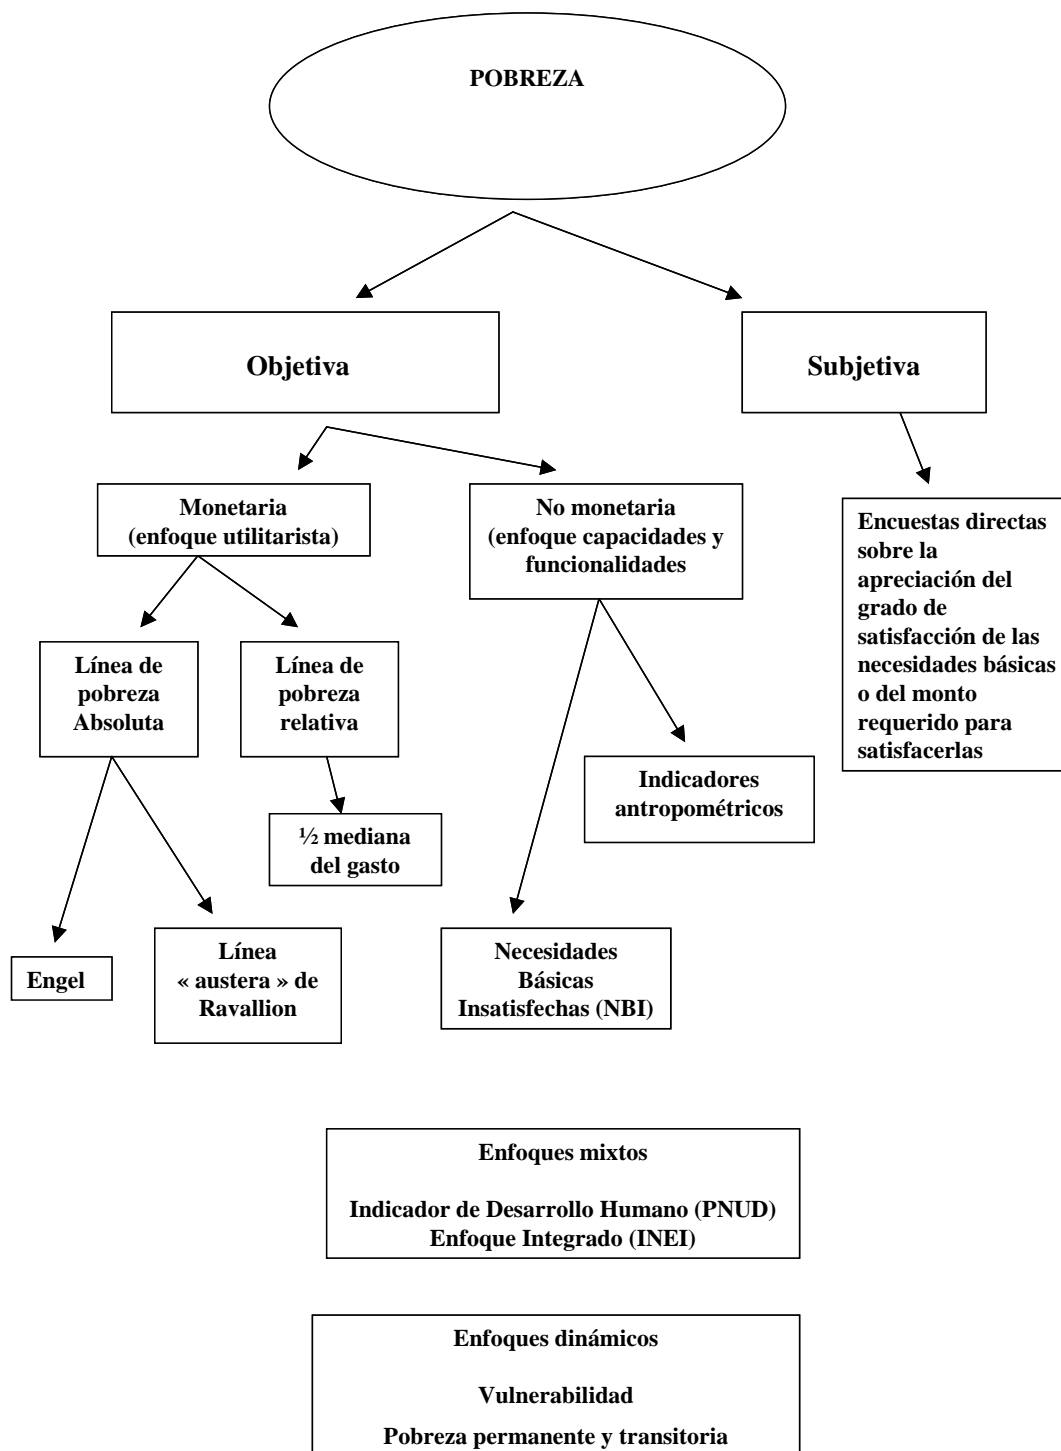 POBREZA
Objetiva
Subjetiva
Monetaria
(enfoque utilitarista)
No monetaria
(enfoque capacidades y
funcionalidades
Encuestas directas
sobre la
apreciación del
grado de
satisfacción de las
necesidades básicas
o del monto
requerido para
satisfacerlas
Línea de
pobreza
Absoluta
Línea de
pobreza
relativa
Indicadores
antropométricos
½ mediana
del gasto
Engel
Línea
« austera » de
Ravallion
Necesidades
Básicas
Insatisfechas (NBI)
Enfoques mixtos
Indicador de Desarrollo Humano (PNUD)
Enfoque Integrado (INEI)
Enfoques dinámicos
Vulnerabilidad
Pobreza permanente y transitoria